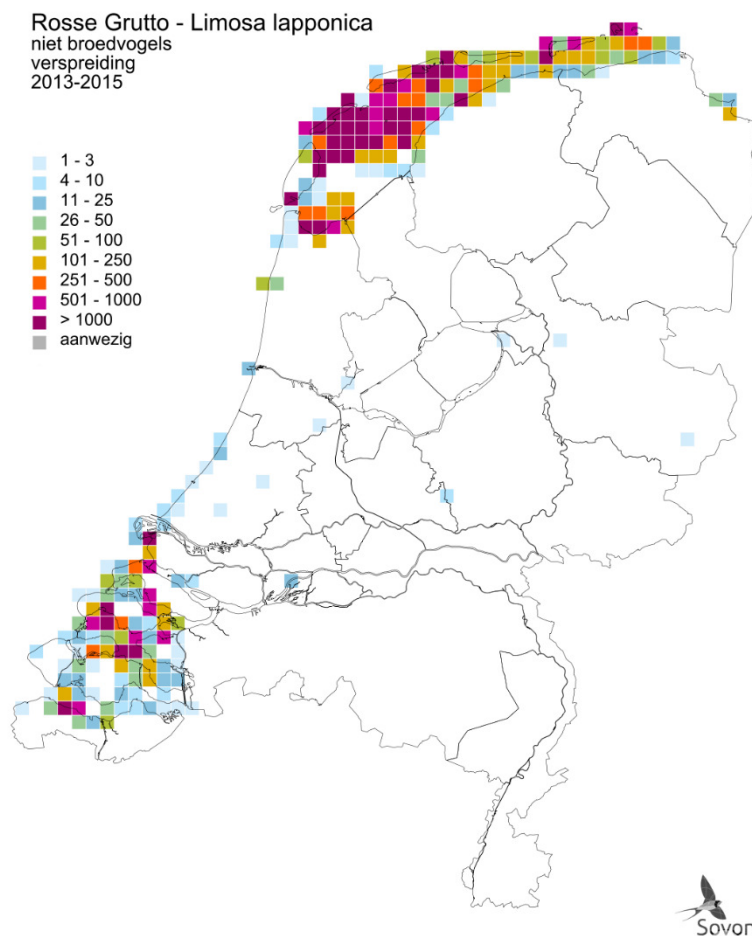 Rosse Grutto - Limosa lapponica
niet broedvogels
verspreiding
2013-2015
1 - 3
4 - 10
11 - 25
26 - 50
51 - 100
101 - 250
251 - 500
501 - 1000
> 1000
aanwezig
Sovon